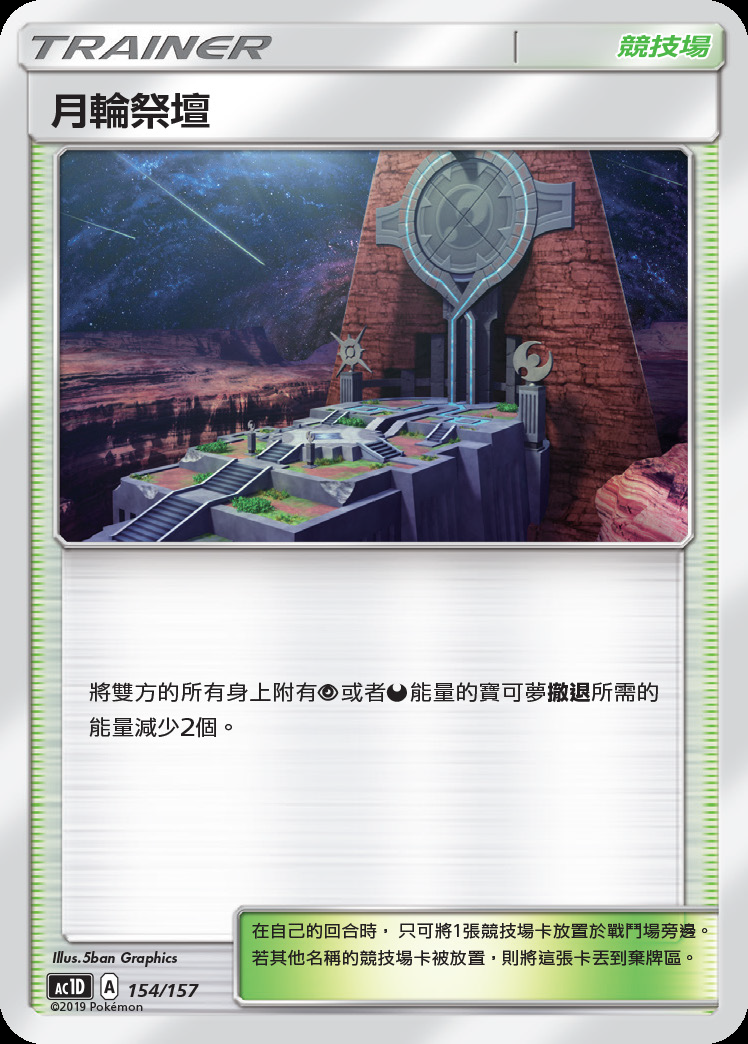 TRAINER
競技場
月輪祭壇
將雙方的所有身上附有或者能量的寶可夢撤退所需的
能量減少2個。
在自己的回合時，只可將1張競技場卡放置於戰鬥場旁邊。
若其他名稱的競技場卡被放置，則將這張卡丟到棄牌區。
Illus.5ban Graphics
AC1D A 154/157
©2019 Pokémon